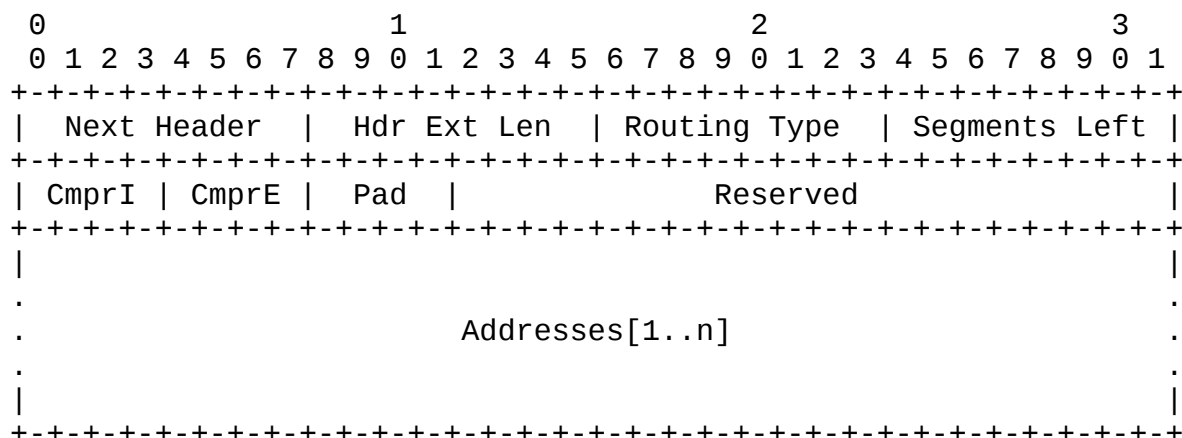 0                   1                   2                   3
 0 1 2 3 4 5 6 7 8 9 0 1 2 3 4 5 6 7 8 9 0 1 2 3 4 5 6 7 8 9 0 1
+-+-+-+-+-+-+-+-+-+-+-+-+-+-+-+-+-+-+-+-+-+-+-+-+-+-+-+-+-+-+-+-+
|  Next Header  |  Hdr Ext Len  | Routing Type  | Segments Left |
+-+-+-+-+-+-+-+-+-+-+-+-+-+-+-+-+-+-+-+-+-+-+-+-+-+-+-+-+-+-+-+-+
| CmprI | CmprE |  Pad  |               Reserved                |
+-+-+-+-+-+-+-+-+-+-+-+-+-+-+-+-+-+-+-+-+-+-+-+-+-+-+-+-+-+-+-+-+
|                                                               |
.                                                               .
.                        Addresses[1..n]                        .
.                                                               .
|                                                               |
+-+-+-+-+-+-+-+-+-+-+-+-+-+-+-+-+-+-+-+-+-+-+-+-+-+-+-+-+-+-+-+-+